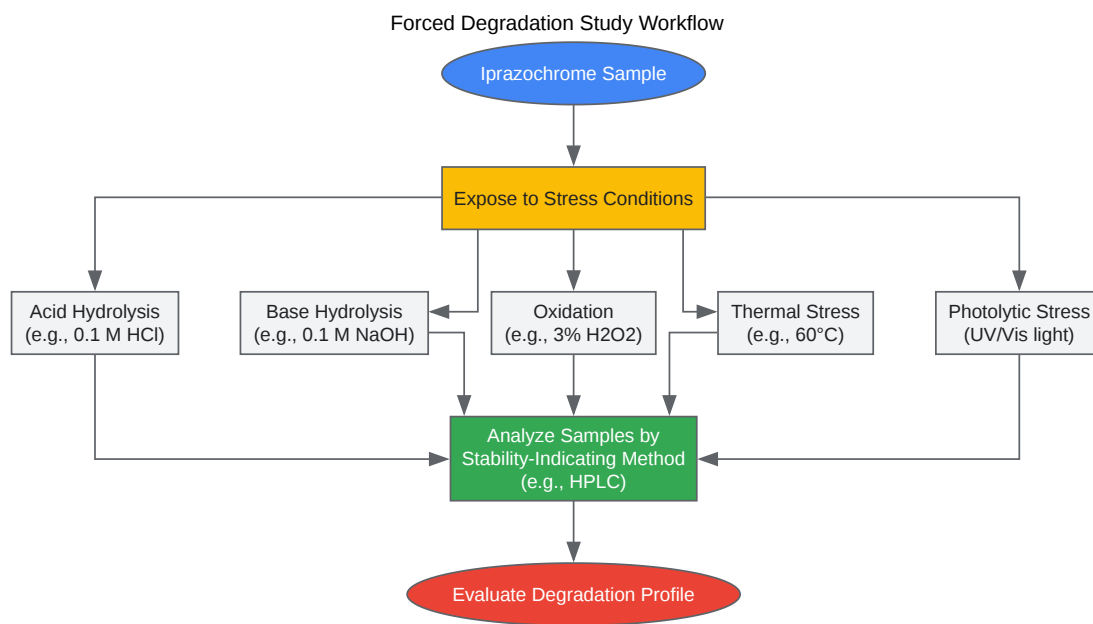 Forced Degradation Study Workflow
Iprazochrome Sample
Expose to Stress Conditions
Acid Hydrolysis
(e.g., 0.1 M HCl)
Base Hydrolysis
(e.g., 0.1 M NaOH)
Oxidation
(e.g., 3% H2O2)
Thermal Stress
(e.g., 60°C)
Photolytic Stress
(UV/Vis light)
Analyze Samples by
Stability-Indicating Method
(e.g., HPLC)
Evaluate Degradation Profile